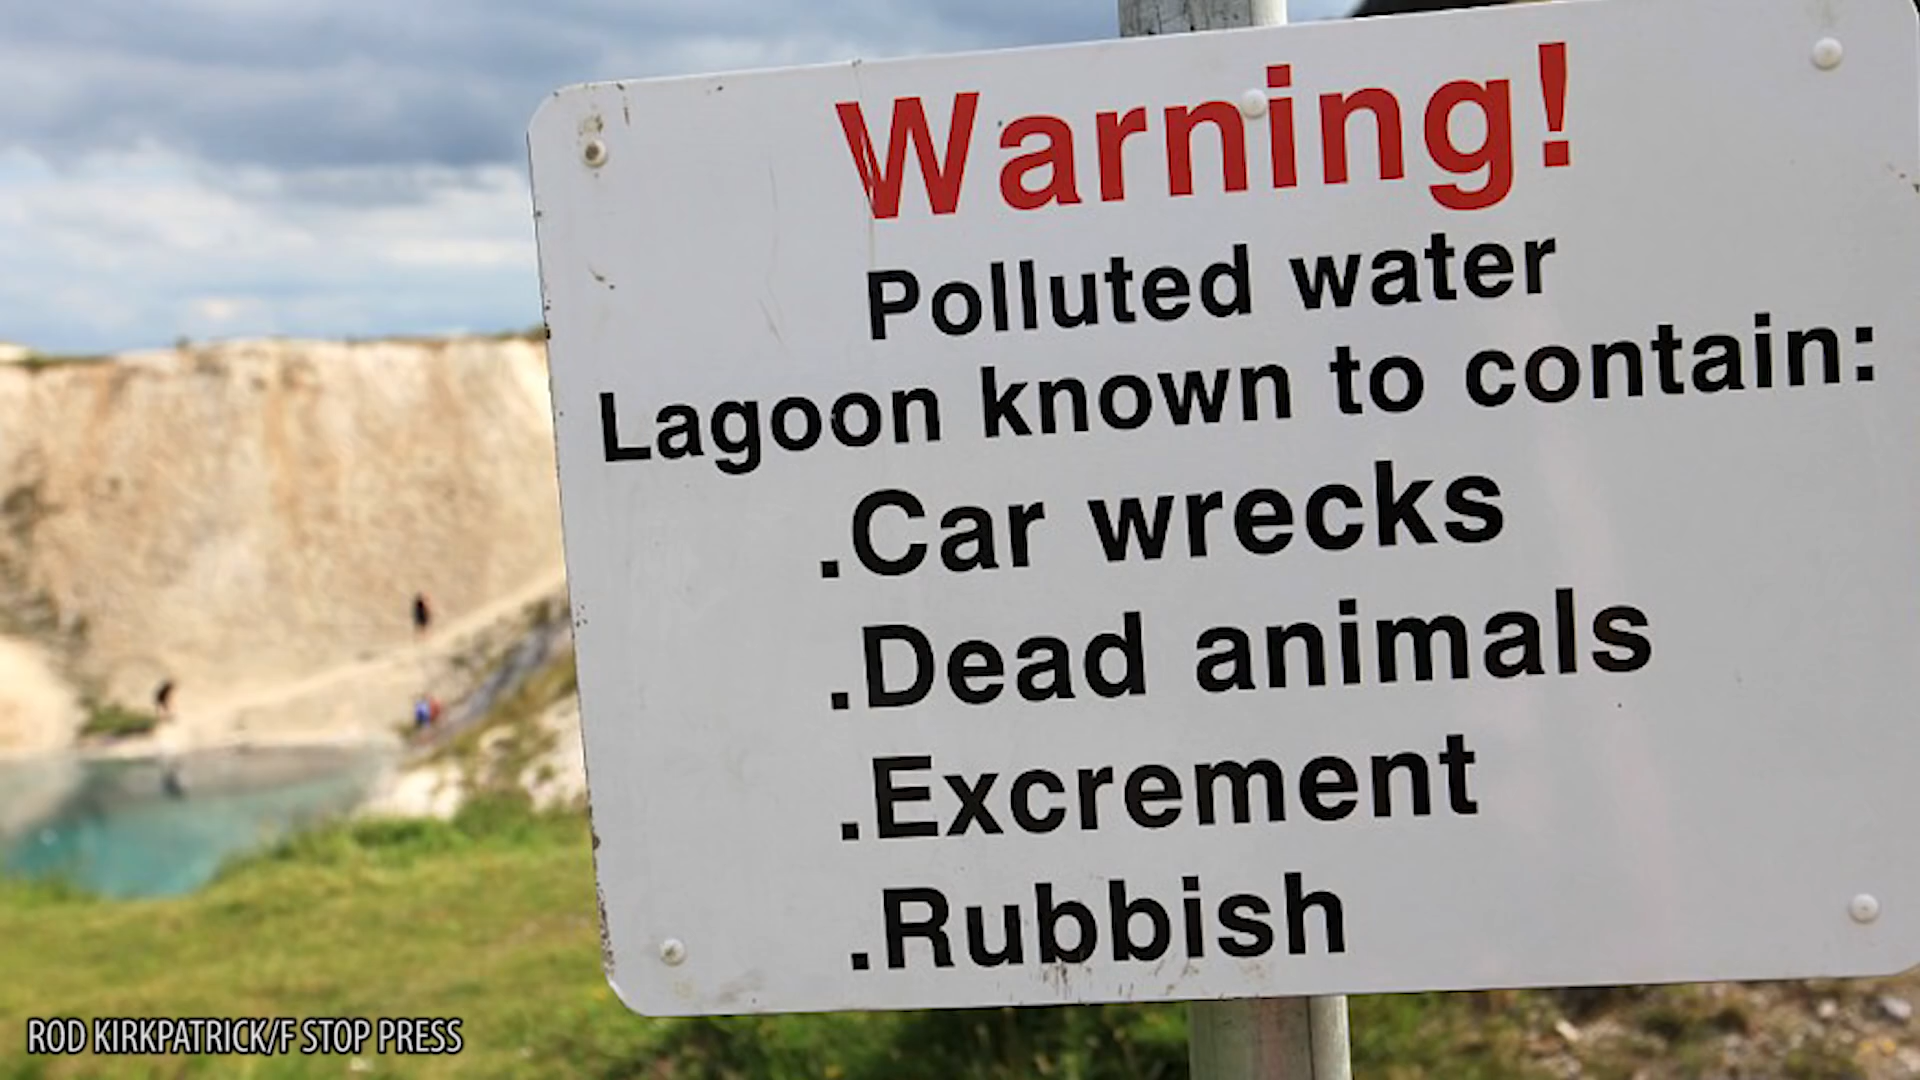 Warning!
Polluted water
Lagoon known to contain:
.Car wrecks
.Dead animals
.Excrement
.Rubbish
ROD KIRKPATRICK/F STOP PRESS